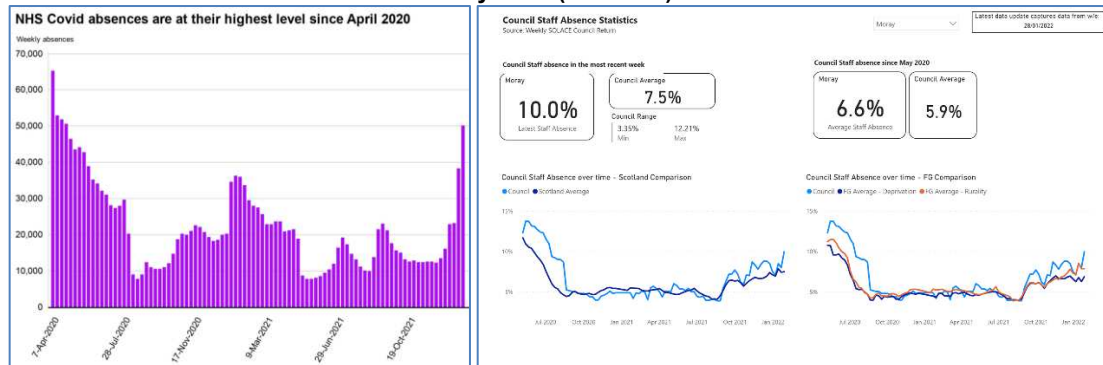 NHS Covid absences are at their highest level since April 2020
Weekly absences
70,000
60,000
50,000
40,000
30,000
20,000
10,000
0
7-Apr-2020
28-Jul-2020
17-Nov-2020
9-Mar-2021
29-Jun-2021
19-Oct-2021
Council Staff Absence Statistics
Source: Weekly SOLACE Council Return
Moray
Latest data update captures data from w/e:
28/01/2022
Council Staff absence in the most recent week
Moray
10.0%
Latest Staff Absence
Council Average
7.5%
Council Range
3.35%
Min
12.21%
Max
Council Staff absence since May 2020
Moray
6.6%
Average Staff Absence
Council Average
5.9%
Council Staff Absence over time - Scotland Comparison
Council Scotland Average
15%
10%
5%
Jul 2020
Oct 2020
Jan 2021
Apr 2021
Jul 2021
Oct 2021
Jan 2022
Council Staff Absence over time - FG Comparison
Council FG Average - Deprivation FG Average - Rurality
15%
10%
5%
Jul 2020
Oct 2020
Jan 2021
Apr 2021
Jul 2021
Oct 2021
Jan 2022